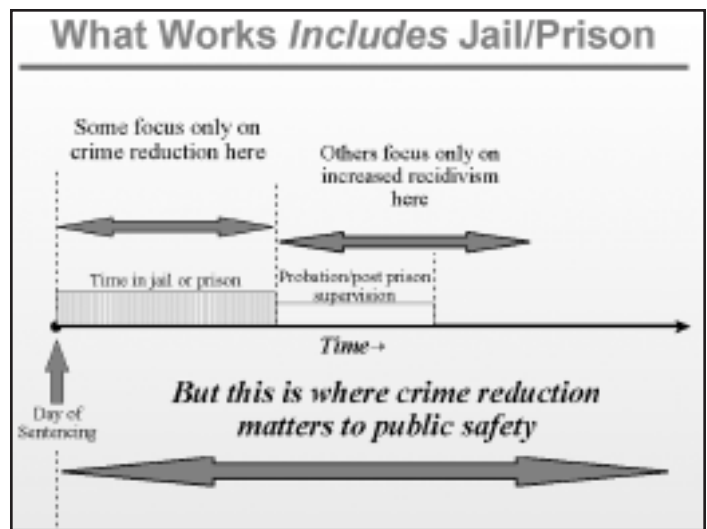 What Works Includes Jail/Prison
Some focus only on
crime reduction here
Others focus only on
increased recidivism
here
Time in jail or prison
Probation/post prison
supervision
Time→
Day of
Sentencing
But this is where crime reduction
matters to public safety